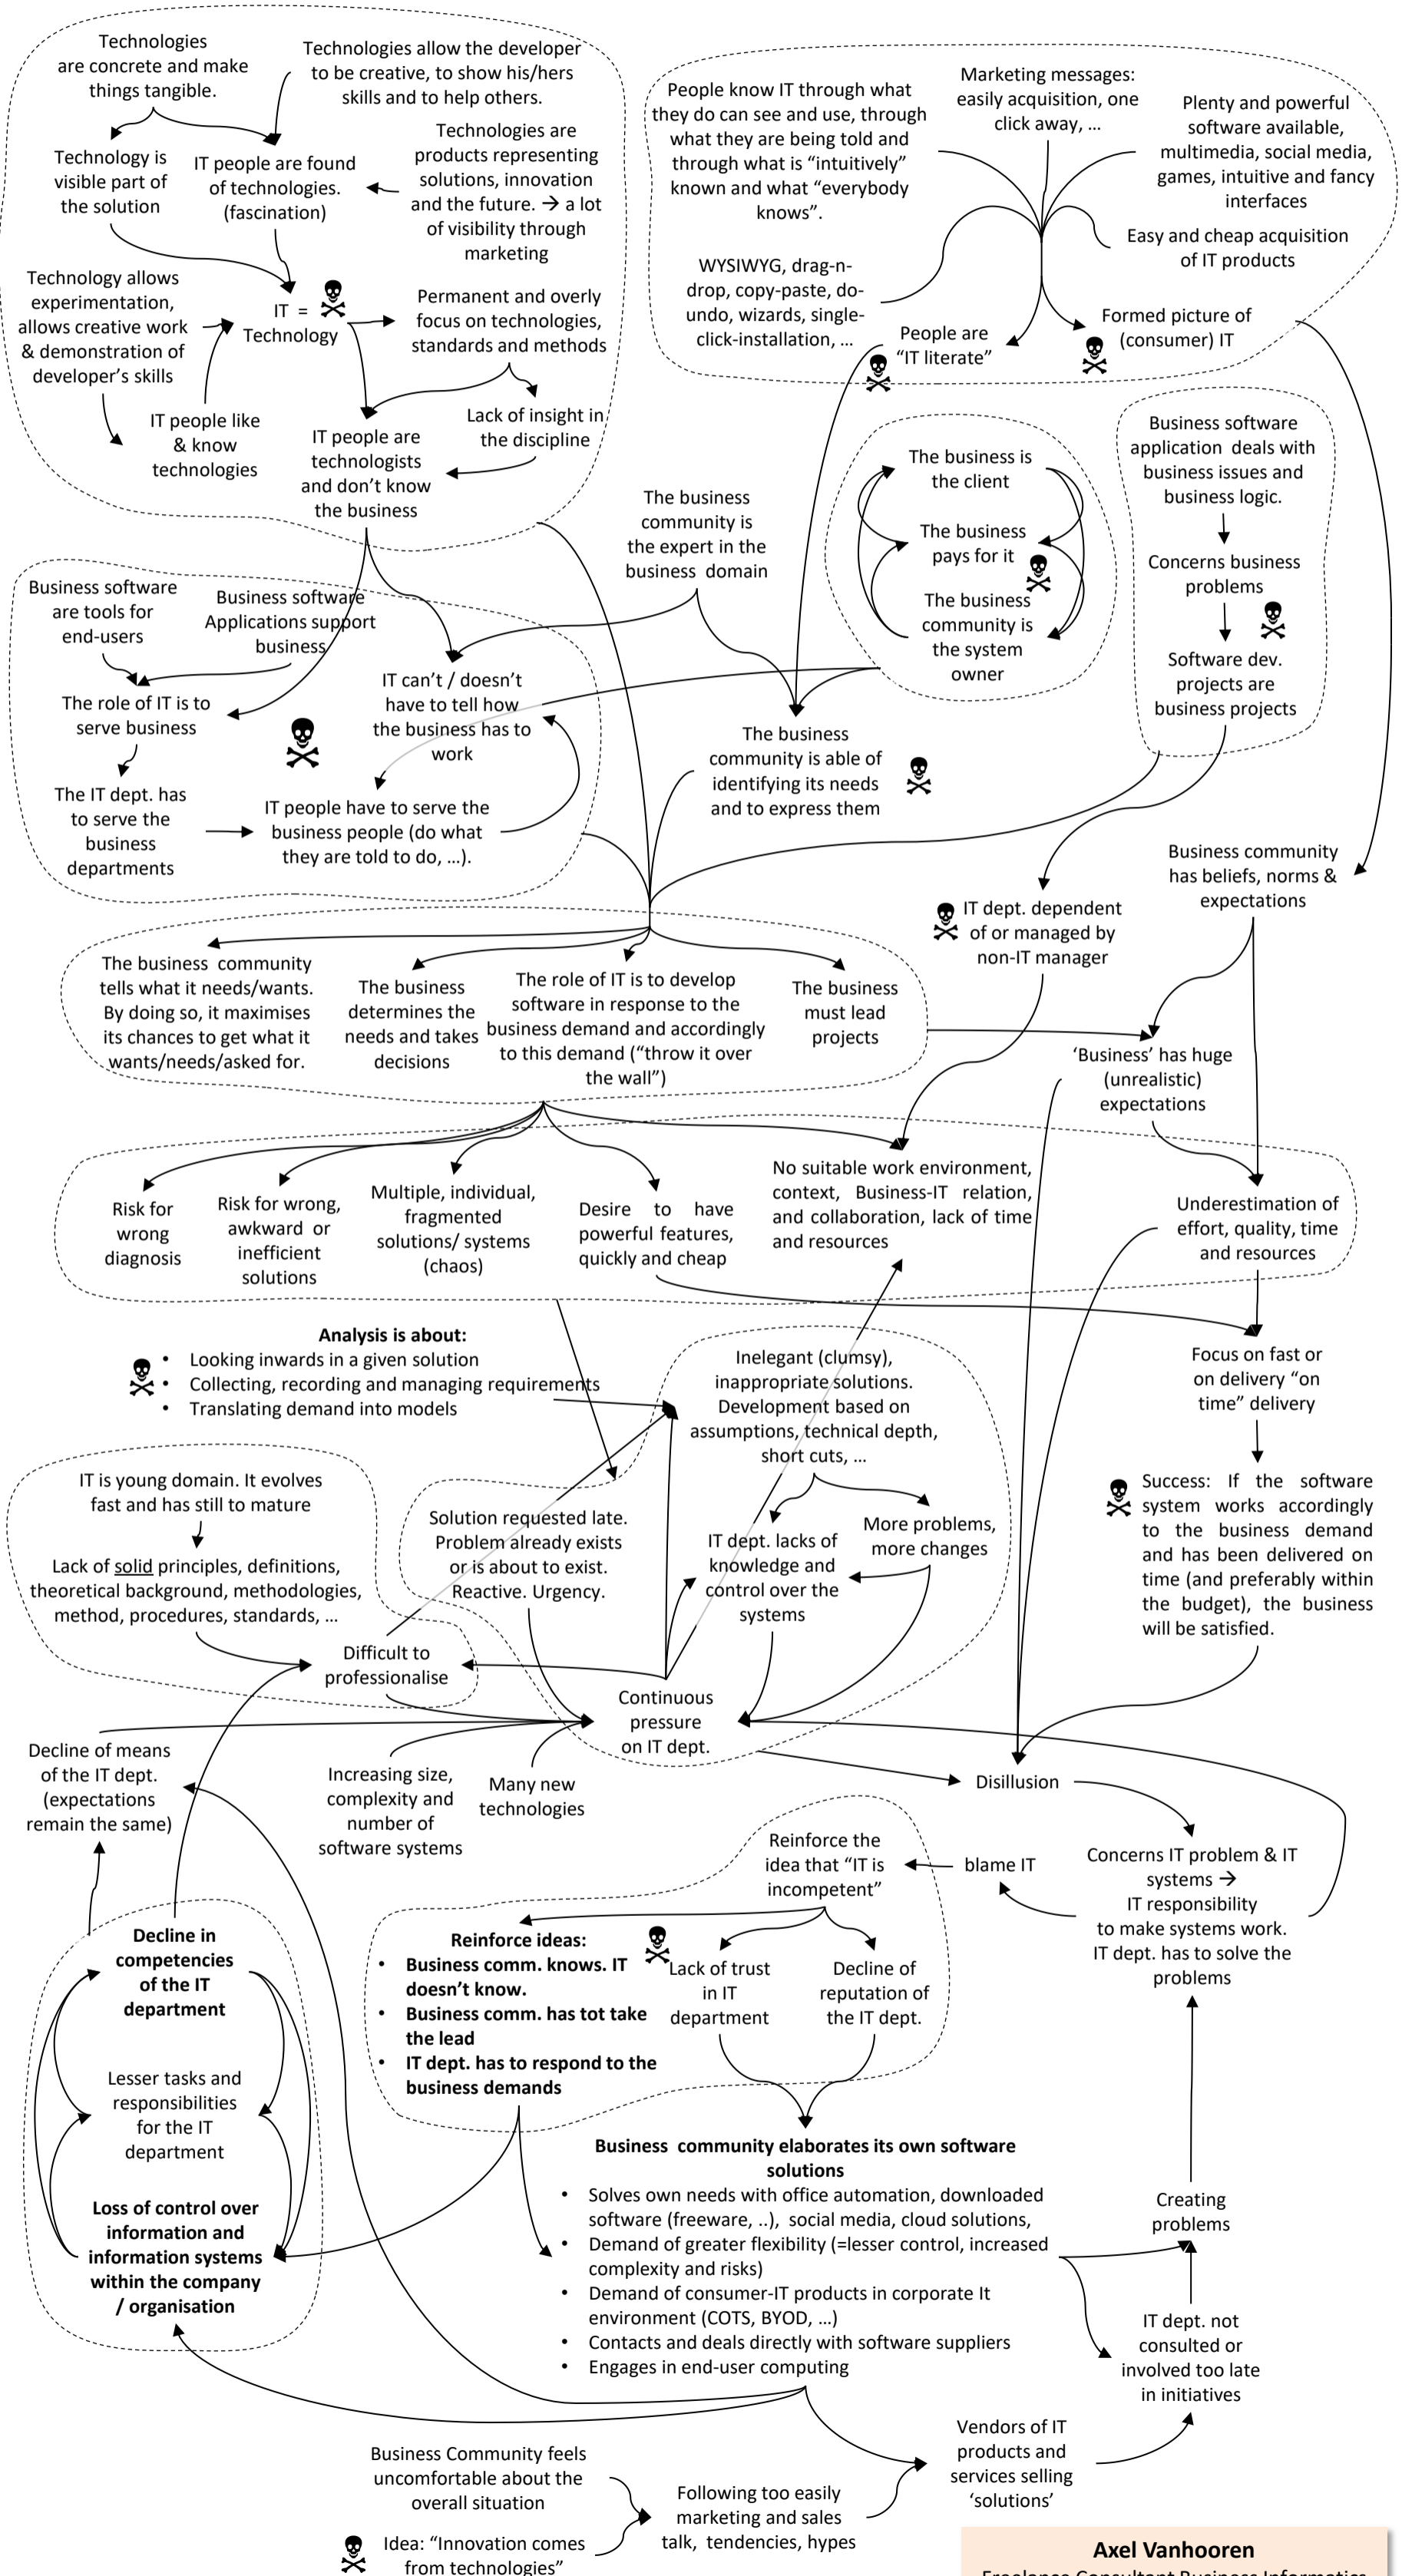 Technologies
are concrete and make
things tangible.
Technologies allow the developer
to be creative, to show his/hers
skills and to help others.
Technology is
visible part of
the solution
IT people are found
of technologies.
(fascination)
Technologies are
products representing
solutions, innovation
and the future. → a lot
of visibility through
marketing
Technology allows
experimentation,
allows creative work
& demonstration of
developer's skills
IT =
Technology
Permanent and overly
focus on technologies,
standards and methods
IT people like
& know
technologies
IT people are
technologists
and don't know
the business
Lack of insight in
the discipline
People know IT through what
they do can see and use, through
what they are being told and
through what is “intuitively”
known and what “everybody
knows”.
Marketing messages:
easily acquisition, one
click away, …
Plenty and powerful
software available,
multimedia, social media,
games, intuitive and fancy
interfaces
WYSIWYG, drag-n-
drop, copy-paste, do-
undo, wizards, single-
click-installation, …
Easy and cheap acquisition
of IT products
People are
“IT literate”
Formed picture of
(consumer) IT
The business
community is
the expert in the
business domain
The business is
the client
The business
pays for it
The business
community is
the system
owner
Business software
application deals with
business issues and
business logic.
Concerns business
problems
Software dev.
projects are
business projects
Business software
are tools for
end-users
Business software
Applications support
business
The role of IT is to
serve business
IT can't / doesn't
have to tell how
the business has to
work
The IT dept. has
to serve the
business
departments
IT people have to serve the
business people (do what
they are told to do, …).
The business
community is able of
identifying its needs
and to express them
Business community
has beliefs, norms &
expectations
IT dept. dependent
of or managed by
non-IT manager
The business community
tells what it needs/wants.
By doing so, it maximises
its chances to get what it
wants/needs/asked for.
The business
determines the
needs and takes
decisions
The role of IT is to develop
software in response to the
business demand and accordingly
to this demand (“throw it over
the wall”)
The business
must lead
projects
‘Business’ has huge
(unrealistic)
expectations
Risk for
wrong
diagnosis
Risk for wrong,
awkward or
inefficient
solutions
Multiple, individual,
fragmented
solutions/ systems
(chaos)
Desire to have
powerful features,
quickly and cheap
No suitable work environment,
context, Business-IT relation,
and collaboration, lack of time
and resources
Underestimation of
effort, quality, time
and resources
Analysis is about:
• Looking inwards in a given solution
• Collecting, recording and managing requirements
• Translating demand into models
Inelegant (clumsy),
inappropriate solutions.
Development based on
assumptions, technical depth,
short cuts, …
Focus on fast or
on delivery “on
time” delivery
IT is young domain. It evolves
fast and has still to mature
Lack of solid principles, definitions,
theoretical background, methodologies,
method, procedures, standards, …
Solution requested late.
Problem already exists
or is about to exist.
Reactive. Urgency.
IT dept. lacks of
knowledge and
control over the
systems
More problems,
more changes
Success: If the software
system works accordingly
to the business demand
and has been delivered on
time (and preferably within
the budget), the business
will be satisfied.
Difficult to
professionalise
Continuous
pressure
on IT dept.
Decline of means
of the IT dept.
(expectations
remain the same)
Increasing size,
complexity and
number of
software systems
Many new
technologies
Disillusion
Reinforce the
idea that “IT is
incompetent”
blame IT
Concerns IT problem & IT
systems →
IT responsibility
to make systems work.
IT dept. has to solve the
problems
Decline in
competencies
of the IT
department
Reinforce ideas:
• Business comm. knows. IT
doesn't know.
• Business comm. has tot take
the lead
• IT dept. has to respond to the
business demands
Lack of trust
in IT
department
Decline of
reputation of
the IT dept.
Lesser tasks and
responsibilities
for the IT
department
Loss of control over
information and
information systems
within the company
/ organisation
Business community elaborates its own software
solutions
• Solves own needs with office automation, downloaded
software (freeware, ..), social media, cloud solutions,
• Demand of greater flexibility (=lesser control, increased
complexity and risks)
• Demand of consumer-IT products in corporate It
environment (COTS, BYOD, …)
• Contacts and deals directly with software suppliers
• Engages in end-user computing
Creating
problems
IT dept. not
consulted or
involved too late
in initiatives
Vendors of IT
products and
services selling
‘solutions’
Business Community feels
uncomfortable about the
overall situation
Following too easily
marketing and sales
talk, tendencies, hypes
Idea: “Innovation comes
from technologies”
Axel Vanhooren
Freelance Consultant Business Informatics